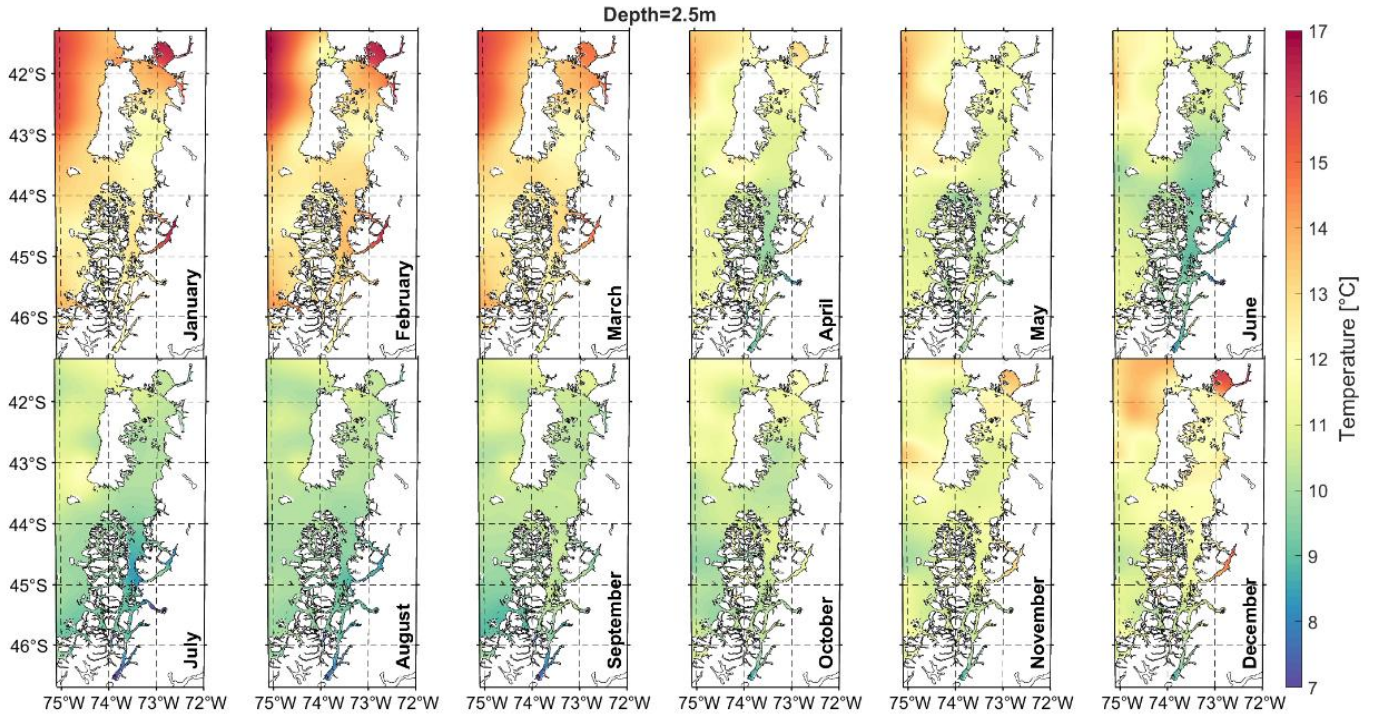 Depth=2.5m
42°S
43°S
44°S
45°S
46°S
January
February
March
April
May
June
42°S
43°S
44°S
45°S
46°S
July
August
September
October
November
December
75°W 74°W 73°W 72°W
75°W 74°W 73°W 72°W
75°W 74°W 73°W 72°W
75°W 74°W 73°W 72°W
75°W 74°W 73°W 72°W
75°W 74°W 73°W 72°W
17
16
15
14
13
12
11
10
9
8
7
Temperature [°C]